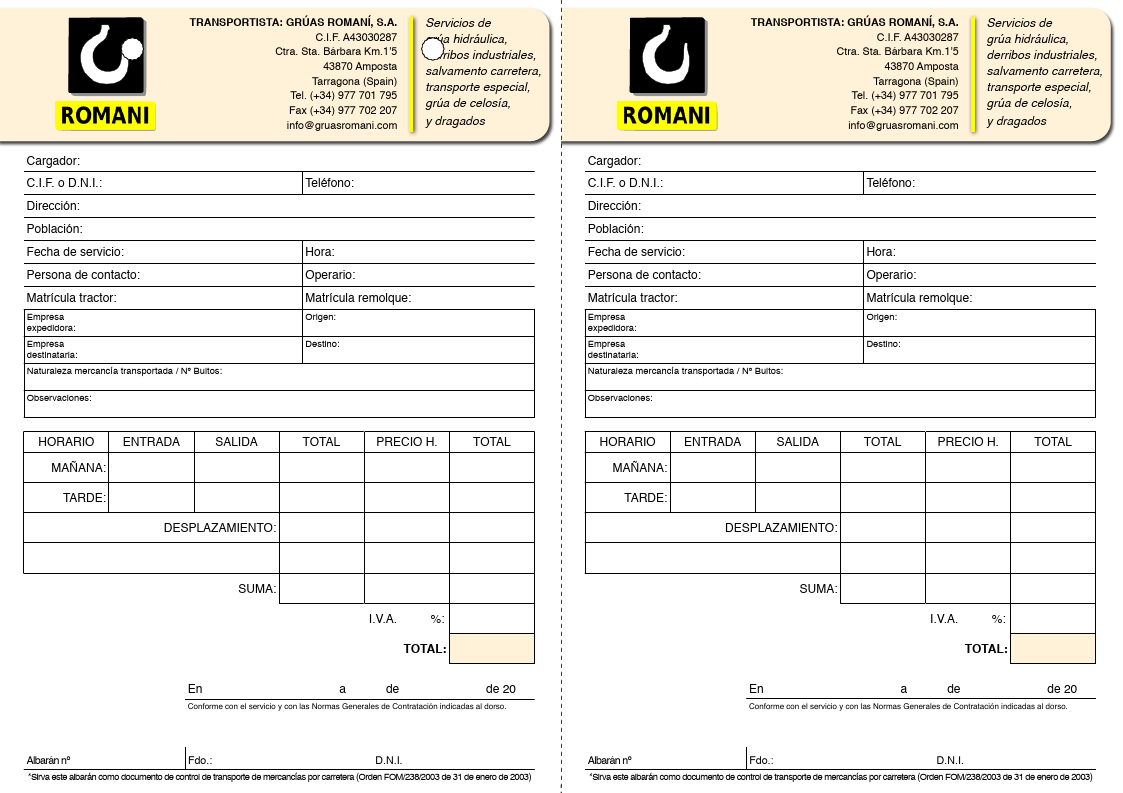 ROMANI
TRANSPORTISTA: GRÚAS ROMANÍ, S.A.
C.I.F. A43030287
Ctra. Sta. Bárbara Km.1'5
43870 Amposta
Tarragona (Spain)
Tel. (+34) 977 701 795
Fax (+34) 977 702 207
info@gruasromani.com
Servicios de
hidráulica,
industriales,
salvamento carretera,
transporte especial,
grúa de celosía,
y dragados
Cargador:
C.I.F. o D.N.I.: Teléfono:
Dirección:
Población:
Fecha de servicio: Hora:
Persona de contacto: Operario:
Matrícula tractor: Matrícula remolque:
Empresa
expedidora:
Origen:
Empresa
destinataria:
Destino:
Naturaleza mercancía transportada / Nº Bultos:
Observaciones:
HORARIO ENTRADA SALIDA TOTAL PRECIO H. TOTAL
MAÑANA:
TARDE:
DESPLAZAMIENTO:
SUMA:
I.V.A. %:
TOTAL:
En a de de 20
Conforme con el servicio y con las Normas Generales de Contratación indicadas al dorso.
Albarán nº Fdo.: D.N.I.
*Sirva este albarán como documento de control de transporte de mercancías por carretera (Orden FOM/238/2003 de 31 de enero de 2003)
ROMANI
TRANSPORTISTA: GRÚAS ROMANÍ, S.A.
C.I.F. A43030287
Ctra. Sta. Bárbara Km.1'5
43870 Amposta
Tarragona (Spain)
Tel. (+34) 977 701 795
Fax (+34) 977 702 207
info@gruasromani.com
Servicios de
grúa hidráulica,
derribos industriales,
salvamento carretera,
transporte especial,
grúa de celosía,
y dragados
Cargador:
C.I.F. o D.N.I.: Teléfono:
Dirección:
Población:
Fecha de servicio: Hora:
Persona de contacto: Operario:
Matrícula tractor: Matrícula remolque:
Empresa
expedidora:
Origen:
Empresa
destinataria:
Destino:
Naturaleza mercancía transportada / Nº Bultos:
Observaciones:
HORARIO ENTRADA SALIDA TOTAL PRECIO H. TOTAL
MAÑANA:
TARDE:
DESPLAZAMIENTO:
SUMA:
I.V.A. %:
TOTAL:
En a de de 20
Conforme con el servicio y con las Normas Generales de Contratación indicadas al dorso.
Albarán nº Fdo.: D.N.I.
*Sirva este albarán como documento de control de transporte de mercancías por carretera (Orden FOM/238/2003 de 31 de enero de 2003)